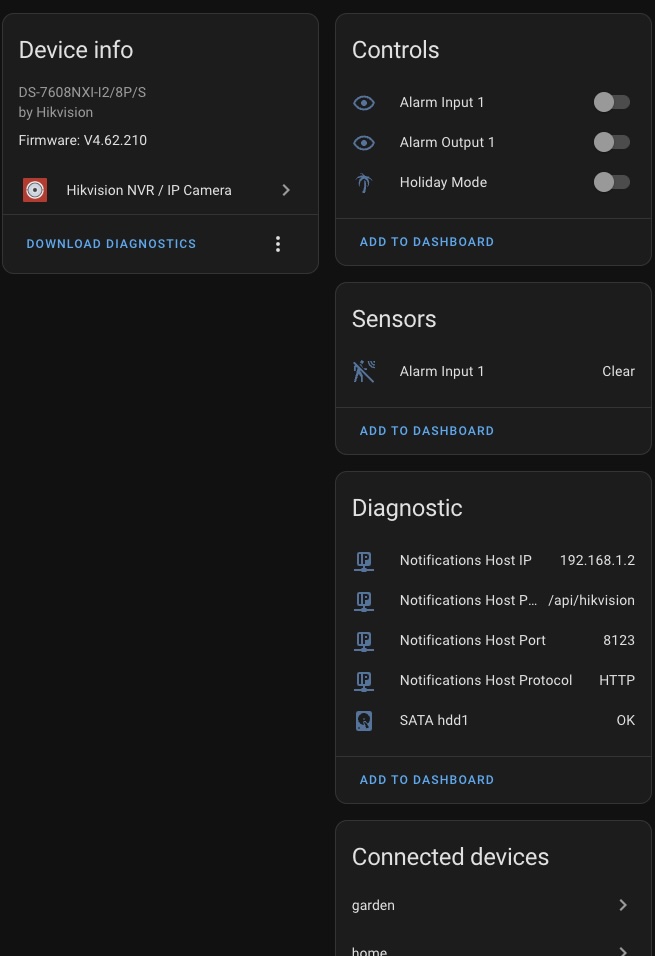 Device info
DS-7608NXI-I2/8P/S
by Hikvision
Firmware: V4.62.210
Hikvision NVR / IP Camera
DOWNLOAD DIAGNOSTICS
Controls
Alarm Input 1
Alarm Output 1
Holiday Mode
ADD TO DASHBOARD
Sensors
Alarm Input 1 Clear
ADD TO DASHBOARD
Diagnostic
Notifications Host IP 192.168.1.2
Notifications Host P… /api/hikvision
Notifications Host Port 8123
Notifications Host Protocol HTTP
SATA hdd1 OK
ADD TO DASHBOARD
Connected devices
garden
home